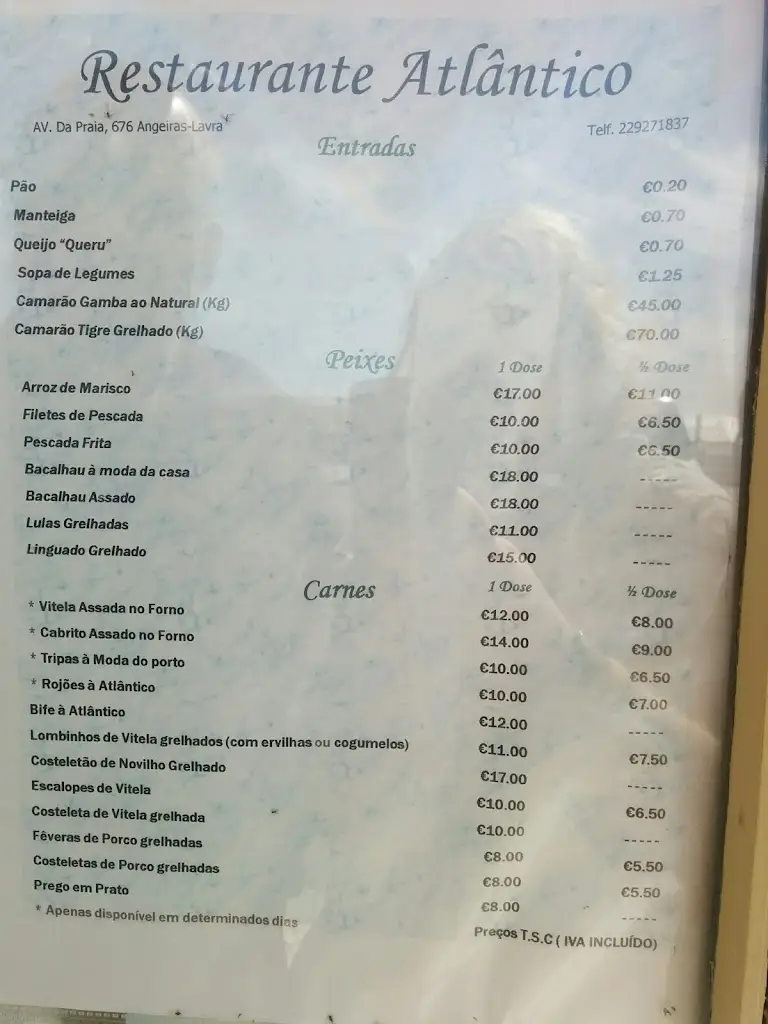 Restaurante Atlântico
AV. Da Praia, 676 Angeiras-Lavra Telf. 229271837
Entradas
Pão €0.20
Manteiga €0.70
Queijo “Queru” €0.70
Sopa de Legumes €1.25
Camarão Gamba ao Natural (Kg) €45.00
Camarão Tigre Grelhado (Kg) €70.00
Peixes 1 Dose ½ Dose
Arroz de Marisco €17.00 €11.00
Filetes de Pescada €10.00 €6.50
Pescada Frita €10.00 €6.50
Bacalhau à moda da casa €18.00 -----
Bacalhau Assado €18.00 -----
Lulas Grelhadas €11.00 -----
Linguado Grelhado €15.00 -----
Carnes 1 Dose ½ Dose
* Vitela Assada no Forno €12.00 €8.00
* Cabrito Assado no Forno €14.00 €9.00
* Tripas à Moda do porto €10.00 €6.50
* Rojões à Atlântico €10.00 €7.00
Bife à Atlântico €12.00 -----
Lombinhos de Vitela grelhados (com ervilhas ou cogumelos) €11.00 €7.50
Costeletão de Novilho Grelhado €17.00 -----
Escalopes de Vitela €10.00 €6.50
Costeleta de Vitela grelhada €10.00 -----
Fêveras de Porco grelhadas €8.00 €5.50
Costeletas de Porco grelhadas €8.00 €5.50
Prego em Prato €8.00 -----
* Apenas disponível em determinados dias
Preços T.S.C ( IVA INCLUÍDO)